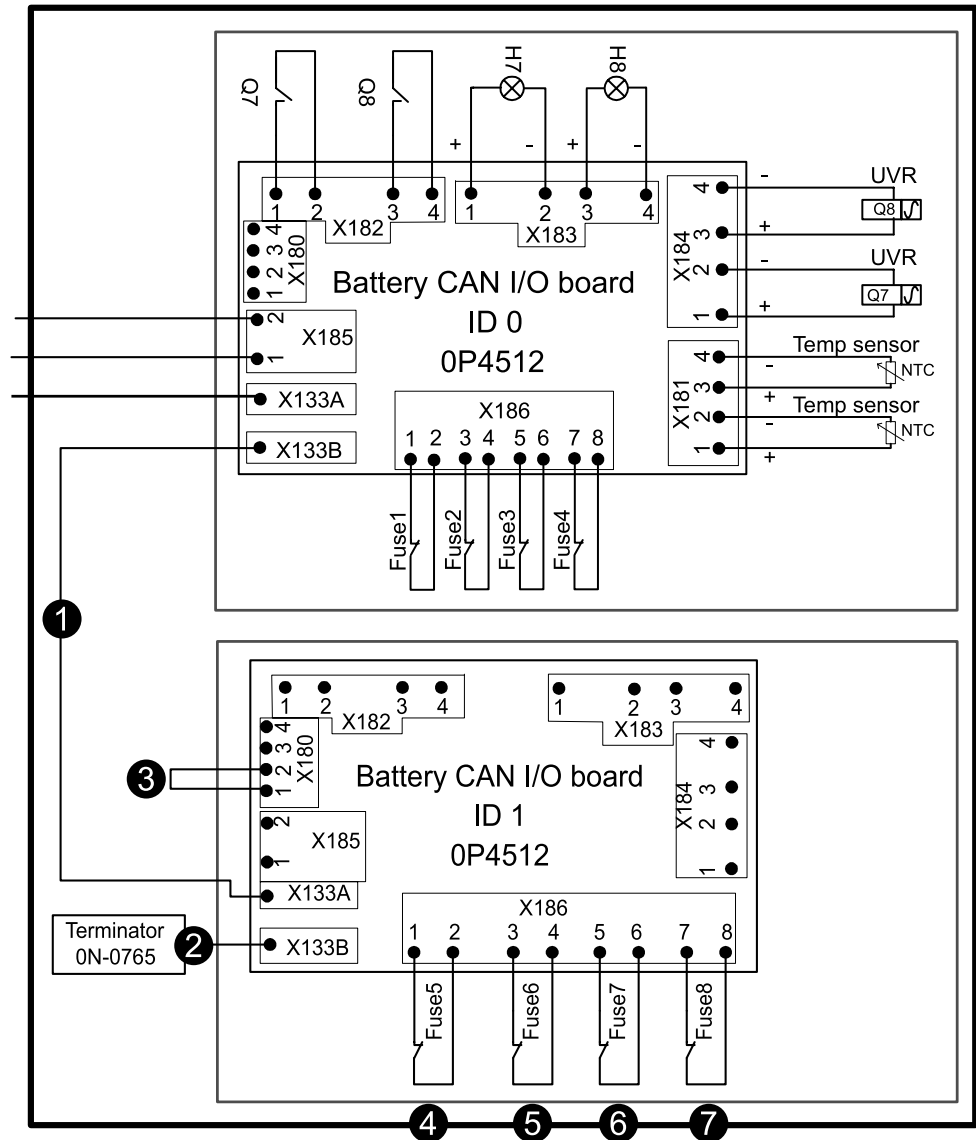 Q7
Q8
H7
H8
+
-
+
-
1
2
3
4
X182
1
2
3
4
X183
4
3
2
1
X180
4
3
2
1
X184
-
UVR
Q8
+
-
UVR
Q7
+
Battery CAN I/O board
ID 0
0P4512
2
1
X185
X133A
X133B
4
3
2
1
X181
Temp sensor
-
NTC
+
Temp sensor
-
NTC
+
X186
1 2 3 4 5 6 7 8
Fuse1
Fuse2
Fuse3
Fuse4
1
1
2
3
4
X182
1
2
3
4
X183
4
3
2
1
X180
3
4
3
2
1
X184
Battery CAN I/O board
ID 1
0P4512
2
1
X185
X133A
X133B
Terminator
0N-0765
2
X186
1 2 3 4 5 6 7 8
Fuse5
Fuse6
Fuse7
Fuse8
4
5
6
7